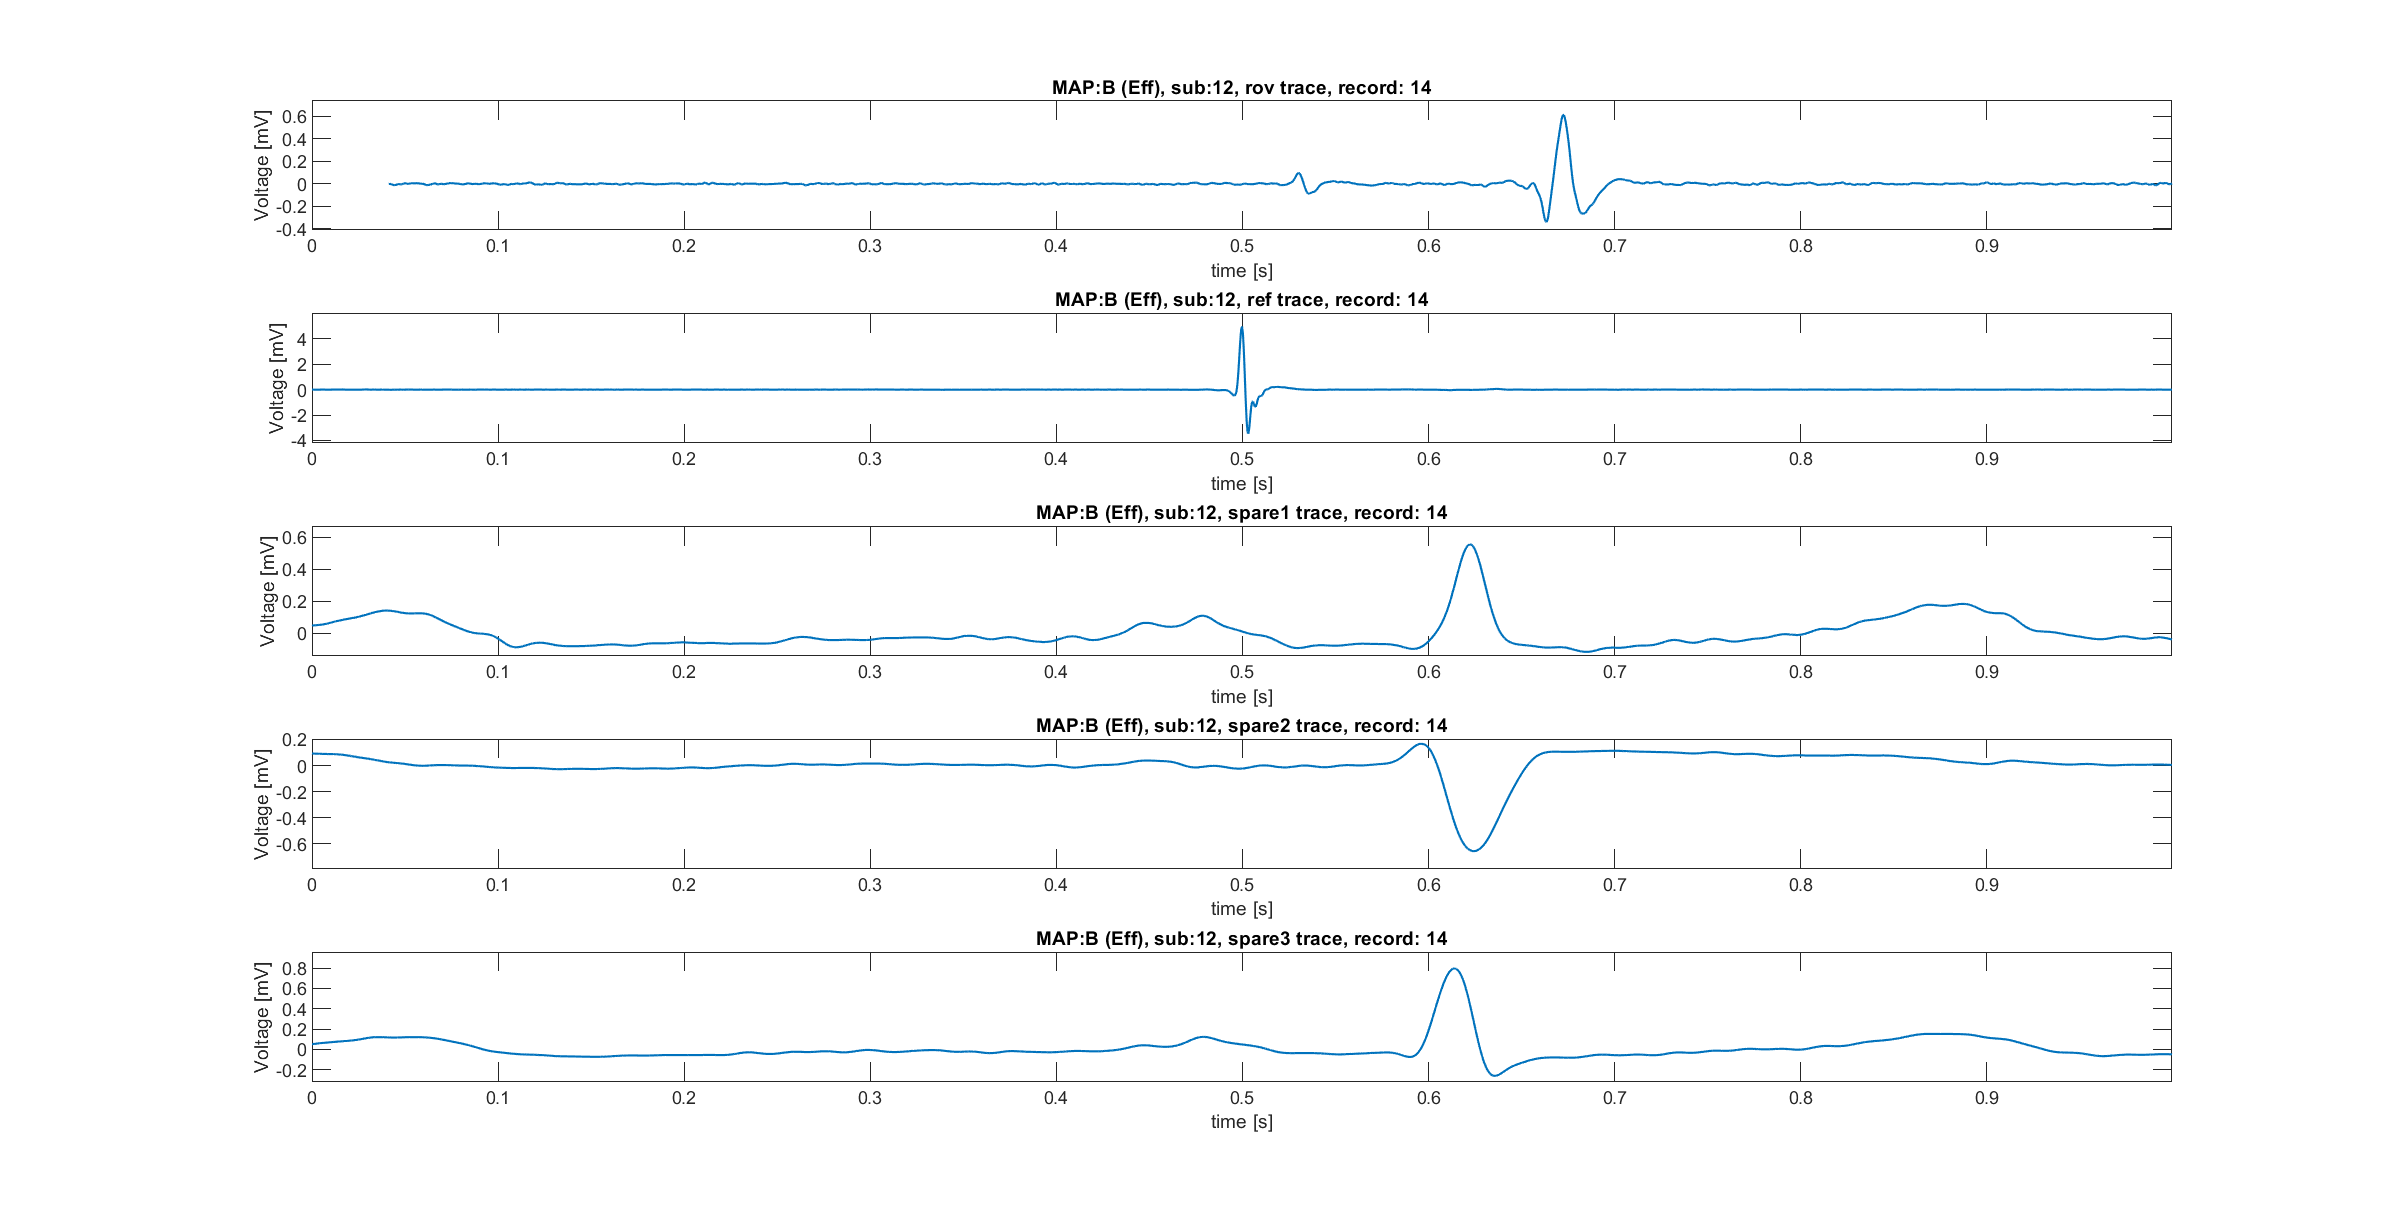 MAP:B (Eff), sub:12, rov trace, record: 14
Voltage [mV]
0.6
0.4
0.2
0
-0.2
-0.4
0 0.1 0.2 0.3 0.4 0.5 0.6 0.7 0.8 0.9
time [s]
MAP:B (Eff), sub:12, ref trace, record: 14
Voltage [mV]
4
2
0
-2
-4
0 0.1 0.2 0.3 0.4 0.5 0.6 0.7 0.8 0.9
time [s]
MAP:B (Eff), sub:12, spare1 trace, record: 14
Voltage [mV]
0.6
0.4
0.2
0
0 0.1 0.2 0.3 0.4 0.5 0.6 0.7 0.8 0.9
time [s]
MAP:B (Eff), sub:12, spare2 trace, record: 14
Voltage [mV]
0.2
0
-0.2
-0.4
-0.6
0 0.1 0.2 0.3 0.4 0.5 0.6 0.7 0.8 0.9
time [s]
MAP:B (Eff), sub:12, spare3 trace, record: 14
Voltage [mV]
0.8
0.6
0.4
0.2
0
-0.2
0 0.1 0.2 0.3 0.4 0.5 0.6 0.7 0.8 0.9
time [s]